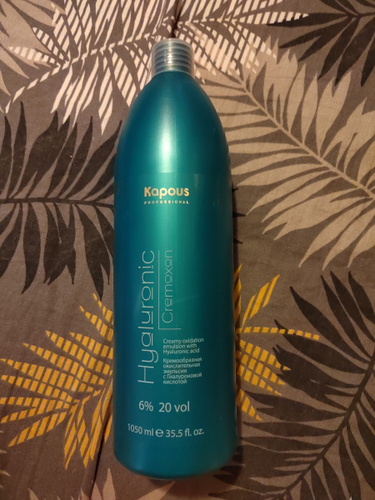 Kapous
PROFESSIONAL
Hyaluronic
Cremoxon
Creamy oxidation
emulsion with
Hyaluronic acid
Кремообразная
окислительная
эмульсия
с Гиалуроновой
кислотой
6% 20 vol
1050 ml ℮ 35.5 fl. oz.